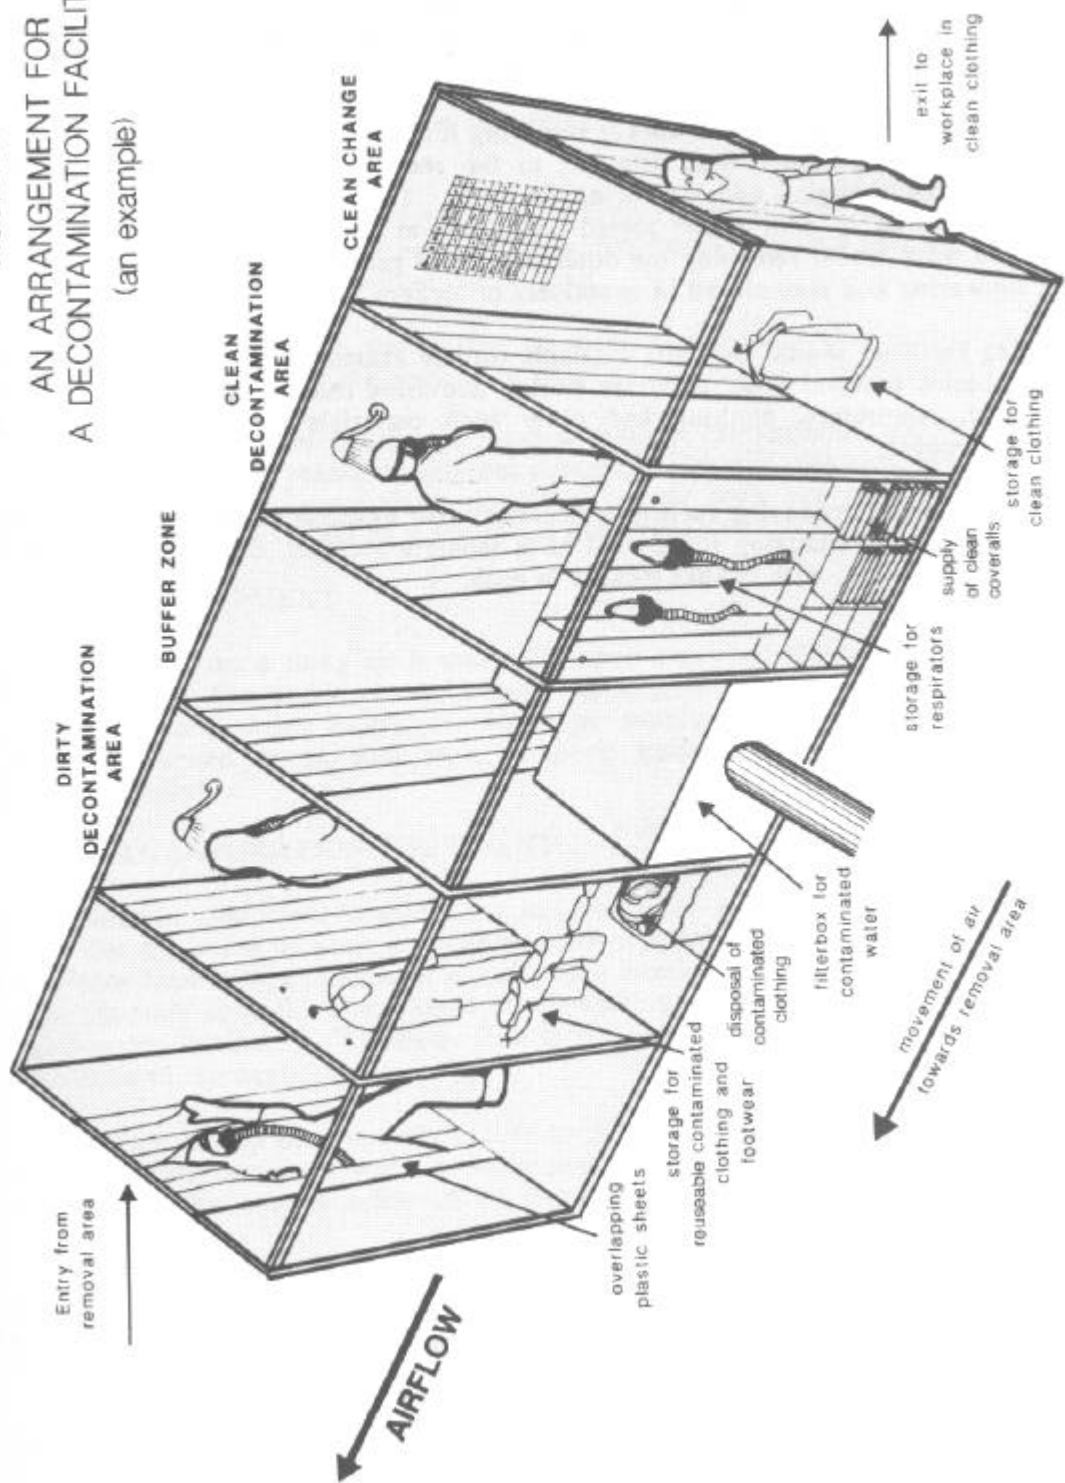 AN ARRANGEMENT FOR
A DECONTAMINATION FACILIT
(an example)
DIRTY
DECONTAMINATION
AREA
BUFFER ZONE
CLEAN
DECONTAMINATION
AREA
CLEAN CHANGE
AREA
Entry from
removal area
exit to
workplace in
clean clothing
AIRFLOW
overlapping
plastic sheets
storage for
reuseable contaminated
clothing and
footwear
disposal of
contaminated
clothing
filterbox for
contaminated
water
storage for
respirators
supply
of clean
coveralls
storage for
clean clothing
movement of air
towards removal area